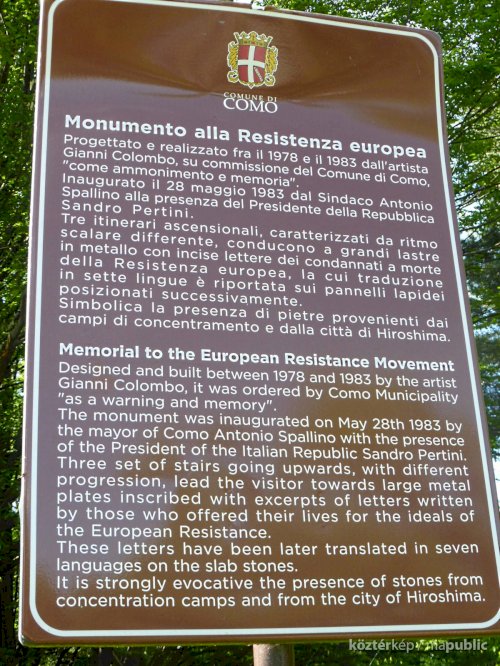 COMUNE DI
COMO
Monumento alla Resistenza europea
Progettato e realizzato fra il 1978 e il 1983 dall'artista
Gianni Colombo, su commissione del Comune di Como,
"come ammonimento e memoria".
Inaugurato il 28 maggio 1983 dal Sindaco Antonio
Spallino alla presenza del Presidente della Repubblica
Sandro Pertini.
Tre itinerari ascensionali, caratterizzati da ritmo
scalare differente, conducono a grandi lastre
in metallo con incise lettere dei condannati a morte
della Resistenza europea, la cui traduzione
in sette lingue è riportata sui pannelli lapidei
posizionati successivamente.
Simbolica la presenza di pietre provenienti dai
campi di concentramento e dalla città di Hiroshima.
Memorial to the European Resistance Movement
Designed and built between 1978 and 1983 by the artist
Gianni Colombo, it was ordered by Como Municipality
"as a warning and memory".
The monument was inaugurated on May 28th 1983 by
the mayor of Como Antonio Spallino with the presence
of the President of the Italian Republic Sandro Pertini.
Three set of stairs going upwards, with different
progression, lead the visitor towards large metal
plates inscribed with excerpts of letters written
by those who offered their lives for the ideals of
the European Resistance.
These letters have been later translated in seven
languages on the slab stones.
It is strongly evocative the presence of stones from
concentration camps and from the city of Hiroshima.
köztérkép / mapublic